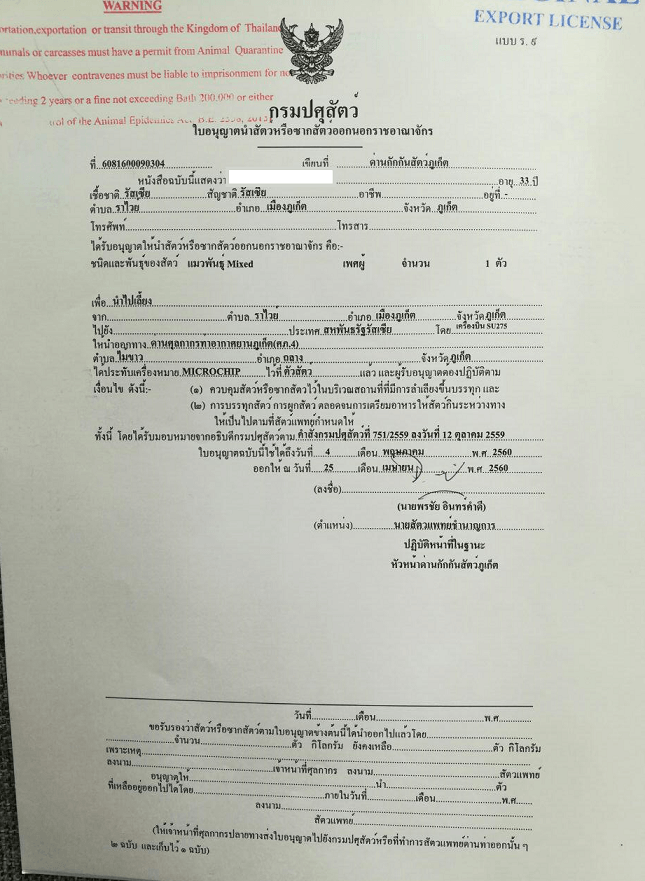 WARNING
ortation,exportation or transit through the Kingdom of Thailand
nimals or carcasses must have a permit from Animal Quarantine
orities Whoever contravenes must be liable to imprisonment for no
eeding 2 years or a fine not exceeding Bath 200,000 or either
rol of the Animal Epidemics
EXPORT LICENSE
แบบ ร. ๙
กรมปศุสัตว์
ใบอนุญาตนำสัตว์หรือซากสัตว์ออกนอกราชอาณาจักร
ที่ 6081600090304 เขียนที่ ด่านกักกันสัตว์ภูเก็ต
หนังสือฉบับนี้แสดงว่า อายุ 33 ปี
เชื้อชาติ รัสเซีย สัญชาติ รัสเซีย อาชีพ อยู่ที่ -
ตำบล ราไวย์ อำเภอ เมืองภูเก็ต จังหวัด ภูเก็ต
โทรศัพท์ โทรสาร
ได้รับอนุญาตให้นำสัตว์หรือซากสัตว์ออกนอกราชอาณาจักร คือ:-
ชนิดและพันธุ์ของสัตว์ แมวพันธุ์ Mixed เพศผู้ จำนวน 1 ตัว
เพื่อ นำไปเลี้ยง
จาก ตำบล ราไวย์ อำเภอ เมืองภูเก็ต จังหวัด ภูเก็ต
ไปยัง ประเทศ สหพันธรัฐรัสเซีย โดย เครื่องบิน SU275
ให้นำออกทาง ด่านศุลกากรท่าอากาศยานภูเก็ต(ศภ.4)
ตำบล ไม้ขาว อำเภอ ถลาง จังหวัด ภูเก็ต
ได้ประทับเครื่องหมาย MICROCHIP ไว้ที่ ตัวสัตว์ แล้ว และผู้รับอนุญาตต้องปฏิบัติตาม
เงื่อนไข ดังนี้:- (๑) ควบคุมสัตว์หรือซากสัตว์ไว้ในบริเวณสถานที่ที่มีการลำเลียงขึ้นบรรทุก และ
(๒) การบรรทุกสัตว์ การผูกสัตว์ ตลอดจนการเตรียมอาหารให้สัตว์กินระหว่างทาง
ให้เป็นไปตามที่สัตวแพทย์กำหนดให้
ทั้งนี้ โดยได้รับมอบหมายจากอธิบดีกรมปศุสัตว์ตาม คำสั่งกรมปศุสัตว์ที่ 751/2559 ลงวันที่ 12 ตุลาคม 2559
ใบอนุญาตฉบับนี้ใช้ได้ถึงวันที่ 4 เดือน พฤษภาคม พ.ศ 2560
ออกให้ ณ วันที่ 25 เดือน เมษายน พ.ศ 2560
(ลงชื่อ)
(นายพรชัย อินทร์คำดี)
(ตำแหน่ง) นายสัตวแพทย์ชำนาญการ
ปฏิบัติหน้าที่ในฐานะ
หัวหน้าด่านกักกันสัตว์ภูเก็ต
วันที่ เดือน พ.ศ
ขอรับรองว่าสัตว์หรือซากสัตว์ตามใบอนุญาตข้างต้นนี้ได้นำออกไปแล้วโดย
จำนวน ตัว กิโลกรัม ยังคงเหลือ ตัว กิโลกรัม
เพราะเหตุ
ลงนาม เจ้าหน้าที่ศุลกากร ลงนาม สัตวแพทย์
อนุญาตให้ นำ ตัว
ที่เหลืออยู่ออกไปได้โดย ภายในวันที่ เดือน พ.ศ.
ลงนาม
สัตวแพทย์
(ให้เจ้าหน้าที่ศุลกากรปลายทางส่งใบอนุญาตไปยังกรมปศุสัตว์หรือที่ทำการสัตวแพทย์ด่านท่าออกนั้น ๆ
๒ ฉบับ และเก็บไว้ ๑ ฉบับ)